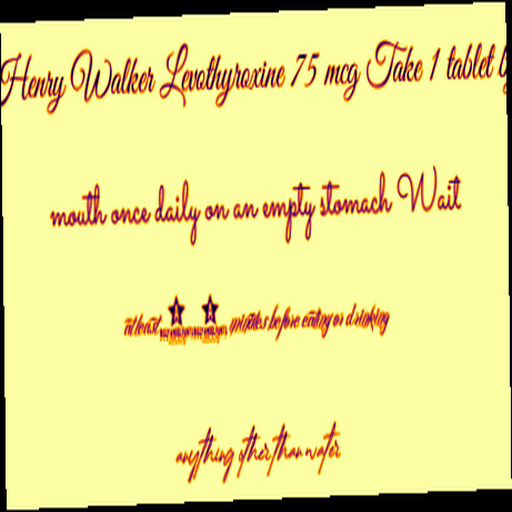 Henry Walker Levothyroxine 75 mcg Take 1 tablet
mouth once daily on an empty stomach Wait
at least minutes before eating or drinking
anything other than water